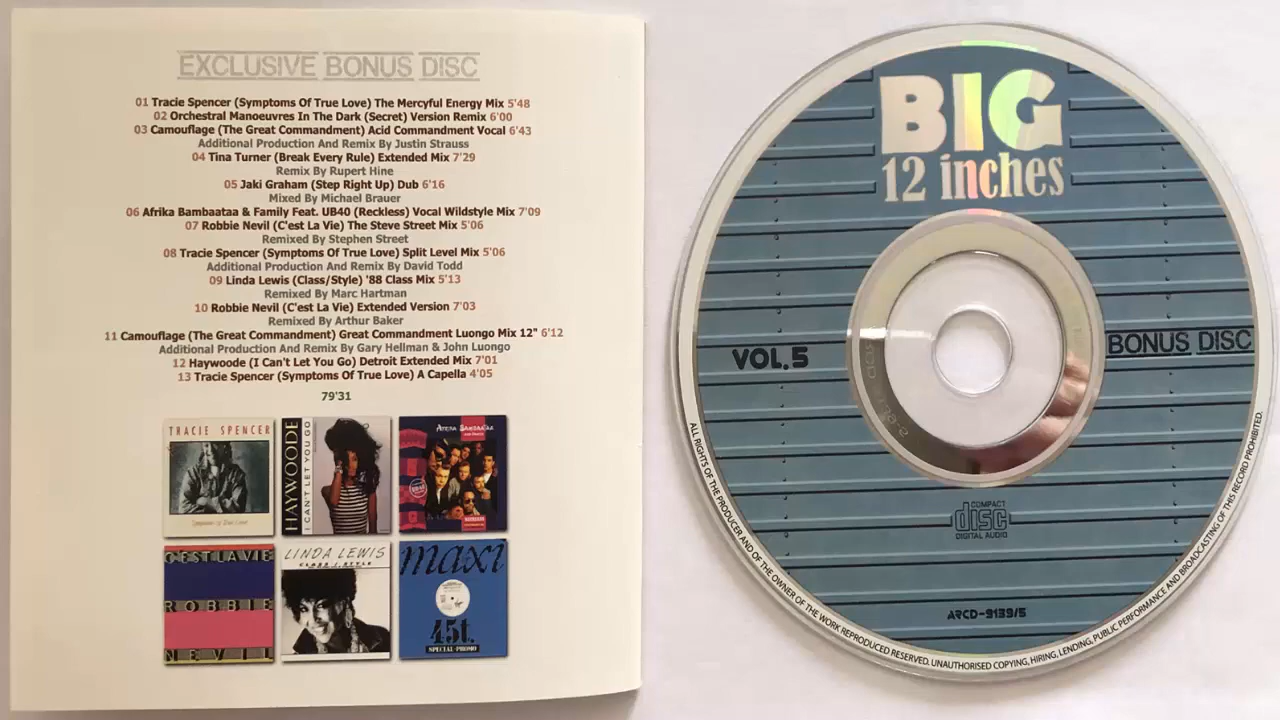 EXCLUSIVE BONUS DISC
01 Tracie Spencer (Symptoms Of True Love) The Mercyful Energy Mix 5'48
02 Orchestral Manoeuvres In The Dark (Secret) Version Remix 6'00
03 Camouflage (The Great Commandment) Acid Commandment Vocal 6'43
Additional Production And Remix By Justin Strauss
04 Tina Turner (Break Every Rule) Extended Mix 7'29
Remix By Rupert Hine
05 Jaki Graham (Step Right Up) Dub 6'16
Mixed By Michael Brauer
06 Afrika Bambaataa & Family Feat. UB40 (Reckless) Vocal Wildstyle Mix 7'09
07 Robbie Nevil (C'est La Vie) The Steve Street Mix 5'06
Remixed By Stephen Street
08 Tracie Spencer (Symptoms Of True Love) Split Level Mix 5'06
Additional Production And Remix By David Todd
09 Linda Lewis (Class/Style) '88 Class Mix 5'13
Remixed By Marc Hartman
10 Robbie Nevil (C'est La Vie) Extended Version 7'03
Remixed By Arthur Baker
11 Camouflage (The Great Commandment) Great Commandment Luongo Mix 12" 6'12
Additional Production And Remix By Gary Hellman & John Luongo
12 Haywoode (I Can't Let You Go) Detroit Extended Mix 7'01
13 Tracie Spencer (Symptoms Of True Love) A Capella 4'05
79'31
TRACIE SPENCER
Symptoms of True Love
HAYWOODE
I CAN'T LET YOU GO
UB40
C'EST LA VIE
ROBBIE
NEVIL
LINDA LEWIS
CLASS / STYLE
maxi
45t.
SPECIAL PROMO
BIG
12 inches
VOL.5
BONUS DISC
COMPACT
disc
DIGITAL AUDIO
ARCD-9139/5
ALL RIGHTS OF THE PRODUCER AND OF THE OWNER OF THE WORK REPRODUCED RESERVED. UNAUTHORISED COPYING, HIRING, LENDING, PUBLIC PERFORMANCE AND BROADCASTING OF THIS RECORD PROHIBITED.